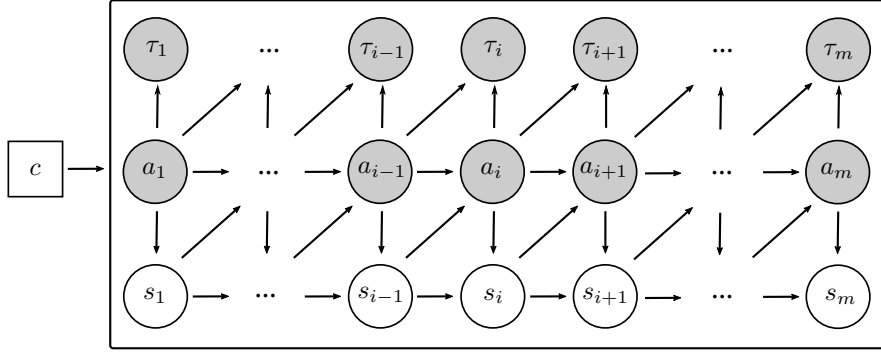 τ₁ ... τᵢ₋₁ τᵢ τᵢ₊₁ ... τₘ
c a₁ ... aᵢ₋₁ aᵢ aᵢ₊₁ ... aₘ
s₁ ... sᵢ₋₁ sᵢ sᵢ₊₁ ... sₘ